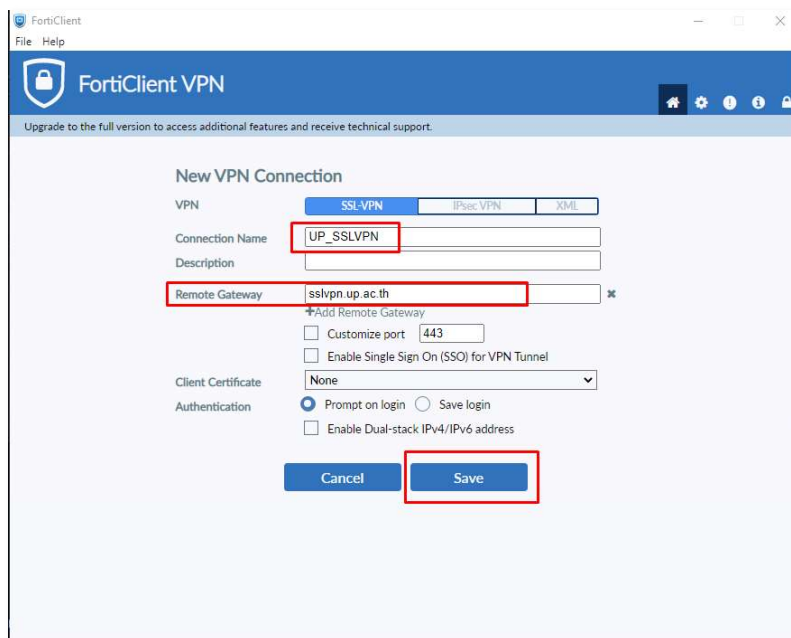 FortiClient
File Help
FortiClient VPN
Upgrade to the full version to access additional features and receive technical support.
New VPN Connection
VPN SSL-VPN IPsec VPN XML
Connection Name UP_SSLVPN
Description
Remote Gateway sslvpn.up.ac.th
+Add Remote Gateway
Customize port 443
Enable Single Sign On (SSO) for VPN Tunnel
Client Certificate None
Authentication Prompt on login Save login
Enable Dual-stack IPv4/IPv6 address
Cancel Save